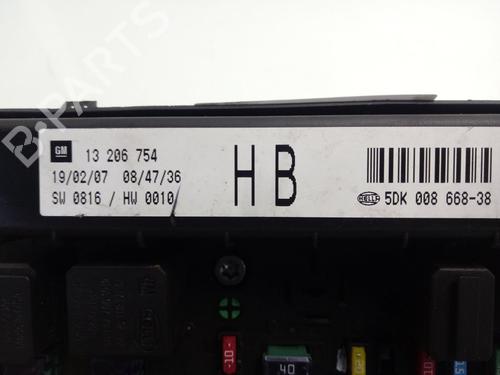 GM 13 206 754
19/02/07 08/47/36
SW 0816 / HW 0010
HB
HELLA 5DK 008 668-38
-10-
40
15